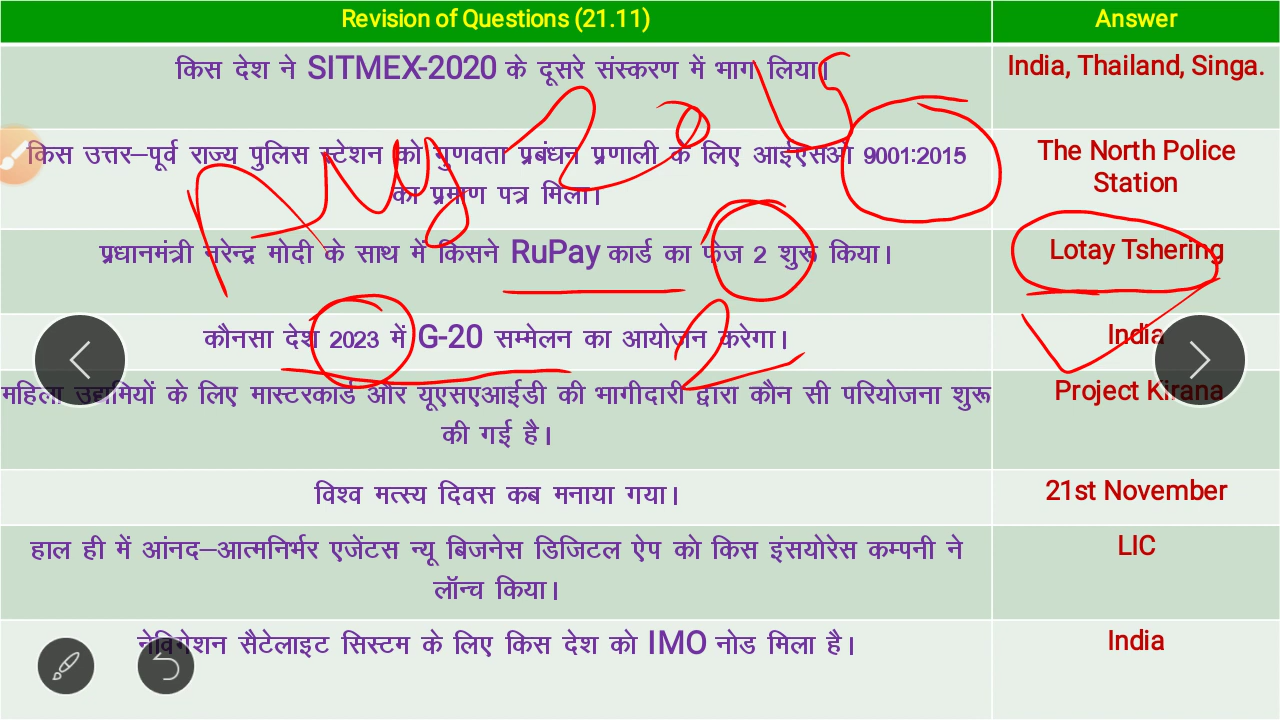 Revision of Questions (21.11) Answer
किस देश ने SITMEX-2020 के दूसरे संस्करण में भाग लिया। India, Thailand, Singa.
किस उत्तर–पूर्व राज्य पुलिस स्टेशन को गुणवता प्रबंधन प्रणाली के लिए आईएसओ 9001:2015 The North Police
का प्रमाण पत्र मिला। Station
प्रधानमंत्री नरेन्द्र मोदी के साथ में किसने RuPay कार्ड का फेज 2 शुरू किया। Lotay Tshering
कौनसा देश 2023 में G-20 सम्मेलन का आयोजन करेगा। India
महिला उद्यमियों के लिए मास्टरकार्ड और यूएसएआईडी की भागीदारी द्वारा कौन सी परियोजना शुरू Project Kirana
की गई है।
विश्व मत्स्य दिवस कब मनाया गया। 21st November
हाल ही में आंनद–आत्मनिर्भर एजेंटस न्यू बिजनेस डिजिटल ऐप को किस इंसयोरेस कम्पनी ने LIC
लॉन्च किया।
नेविगेशन सैटेलाइट सिस्टम के लिए किस देश को IMO नोड मिला है। India